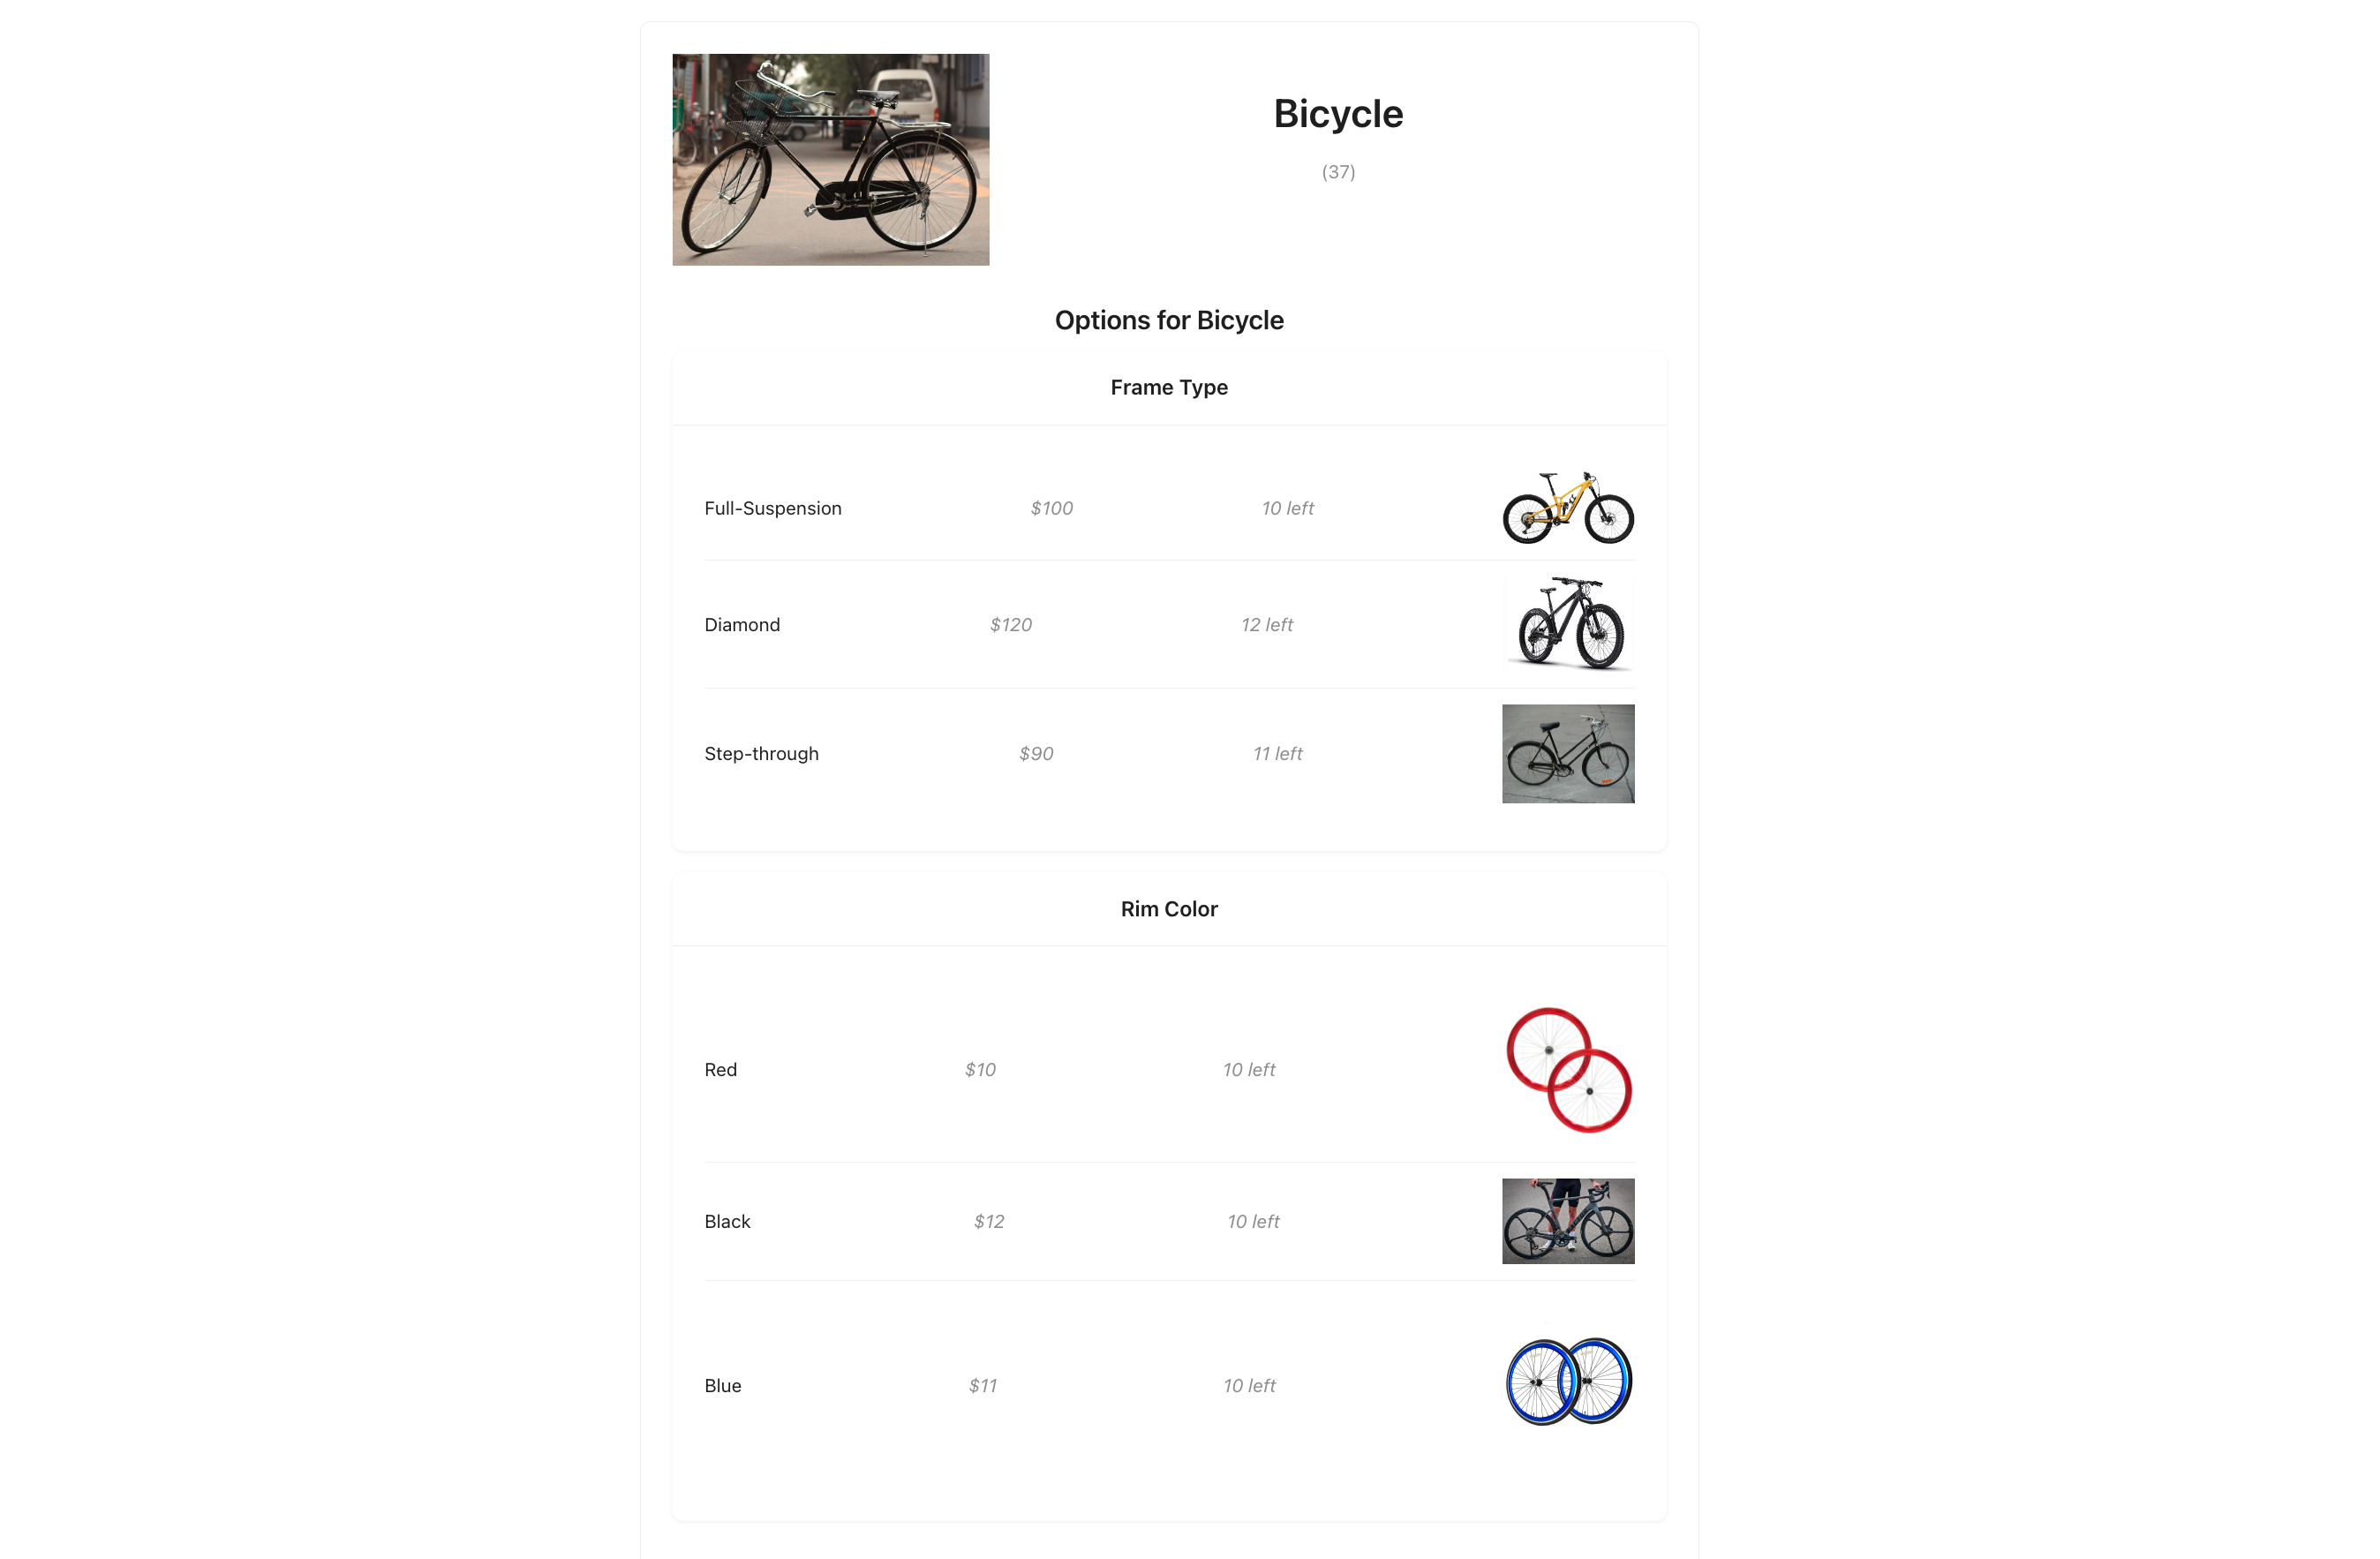 Bicycle
(37)
Options for Bicycle
Frame Type
Full-Suspension $100 10 left
Diamond $120 12 left
Step-through $90 11 left
Rim Color
Red $10 10 left
Black $12 10 left
Blue $11 10 left